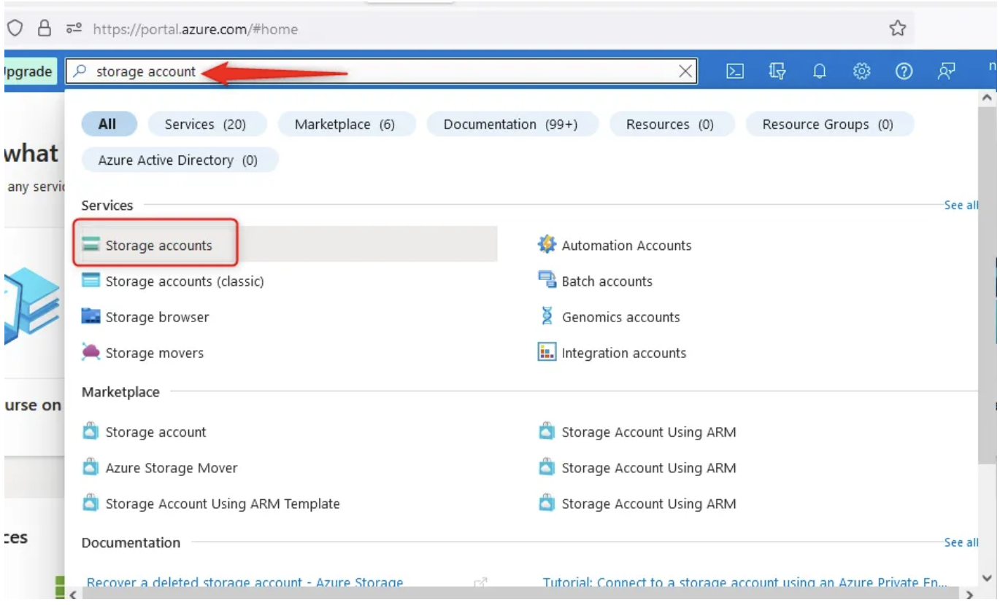 https://portal.azure.com/#home
Upgrade
storage account
All
Services (20)
Marketplace (6)
Documentation (99+)
Resources (0)
Resource Groups (0)
Azure Active Directory (0)
what
any servic
Services
See all
Storage accounts
Automation Accounts
Storage accounts (classic)
Batch accounts
Storage browser
Genomics accounts
Storage movers
Integration accounts
Marketplace
urse on
Storage account
Storage Account Using ARM
Azure Storage Mover
Storage Account Using ARM
Storage Account Using ARM Template
Storage Account Using ARM
ces
Documentation
See all
Recover a deleted storage account - Azure Storage
Tutorial: Connect to a storage account using an Azure Private En...